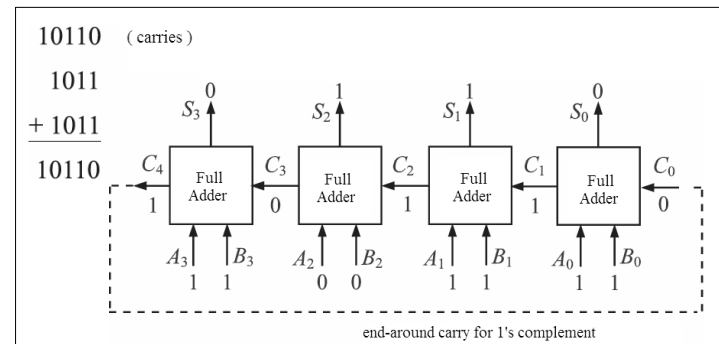 10110 ( carries )
1011
+ 1011
10110
0 1 1 0
S3 S2 S1 S0
C4 Full Adder C3 Full Adder C2 Full Adder C1 Full Adder C0
1 0 1 1 0
A3 B3 A2 B2 A1 B1 A0 B0
1 1 0 0 1 1 1 1
end-around carry for 1's complement